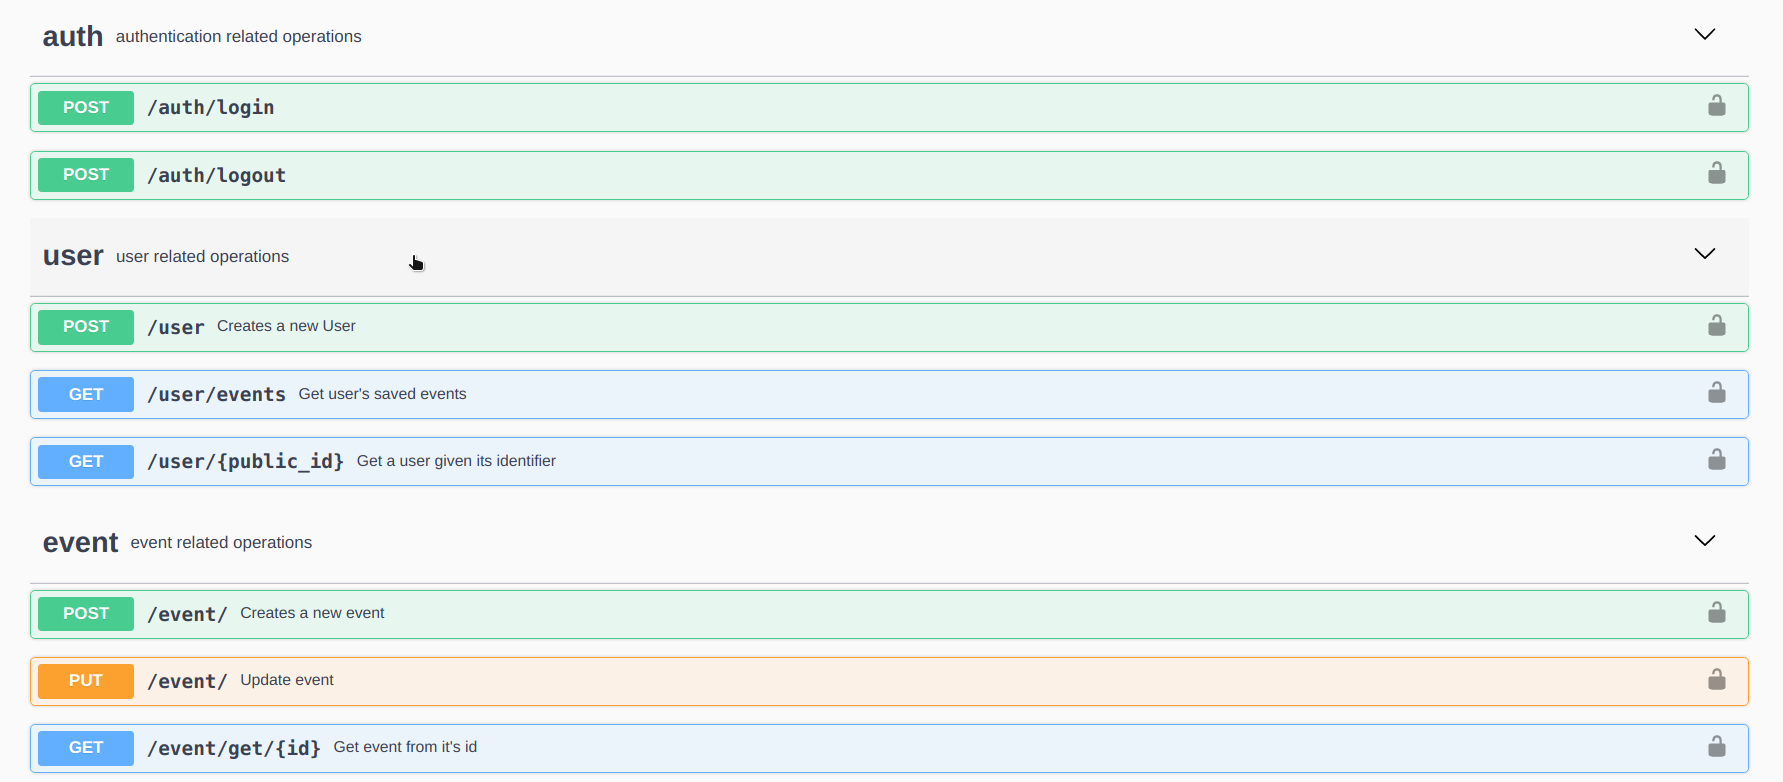 auth authentication related operations
POST /auth/login
POST /auth/logout
user user related operations
POST /user Creates a new User
GET /user/events Get user's saved events
GET /user/{public_id} Get a user given its identifier
event event related operations
POST /event/ Creates a new event
PUT /event/ Update event
GET /event/get/{id} Get event from it's id